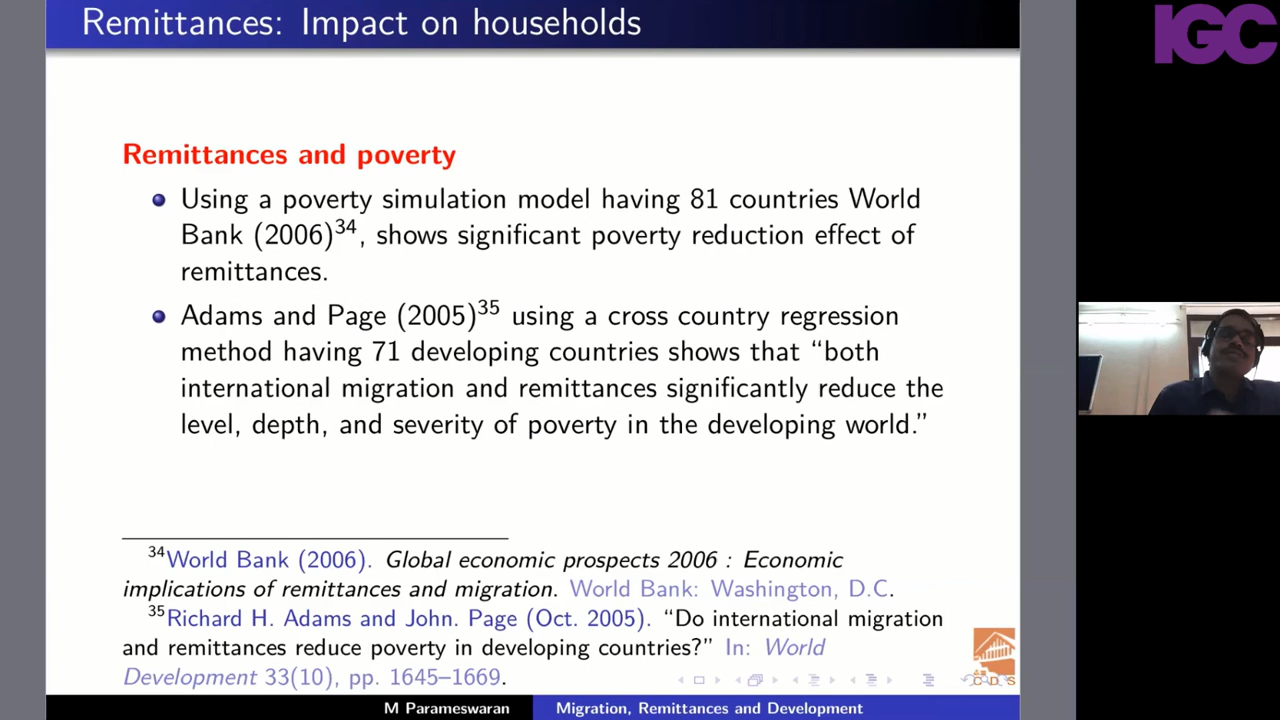 Remittances: Impact on households
IGC
Remittances and poverty
Using a poverty simulation model having 81 countries World
Bank (2006)34, shows significant poverty reduction effect of
remittances.
Adams and Page (2005)35 using a cross country regression
method having 71 developing countries shows that “both
international migration and remittances significantly reduce the
level, depth, and severity of poverty in the developing world.”
34World Bank (2006). Global economic prospects 2006 : Economic
implications of remittances and migration. World Bank: Washington, D.C.
35Richard H. Adams and John. Page (Oct. 2005). “Do international migration
and remittances reduce poverty in developing countries?” In: World
Development 33(10), pp. 1645–1669.
CDS
M Parameswaran
Migration, Remittances and Development